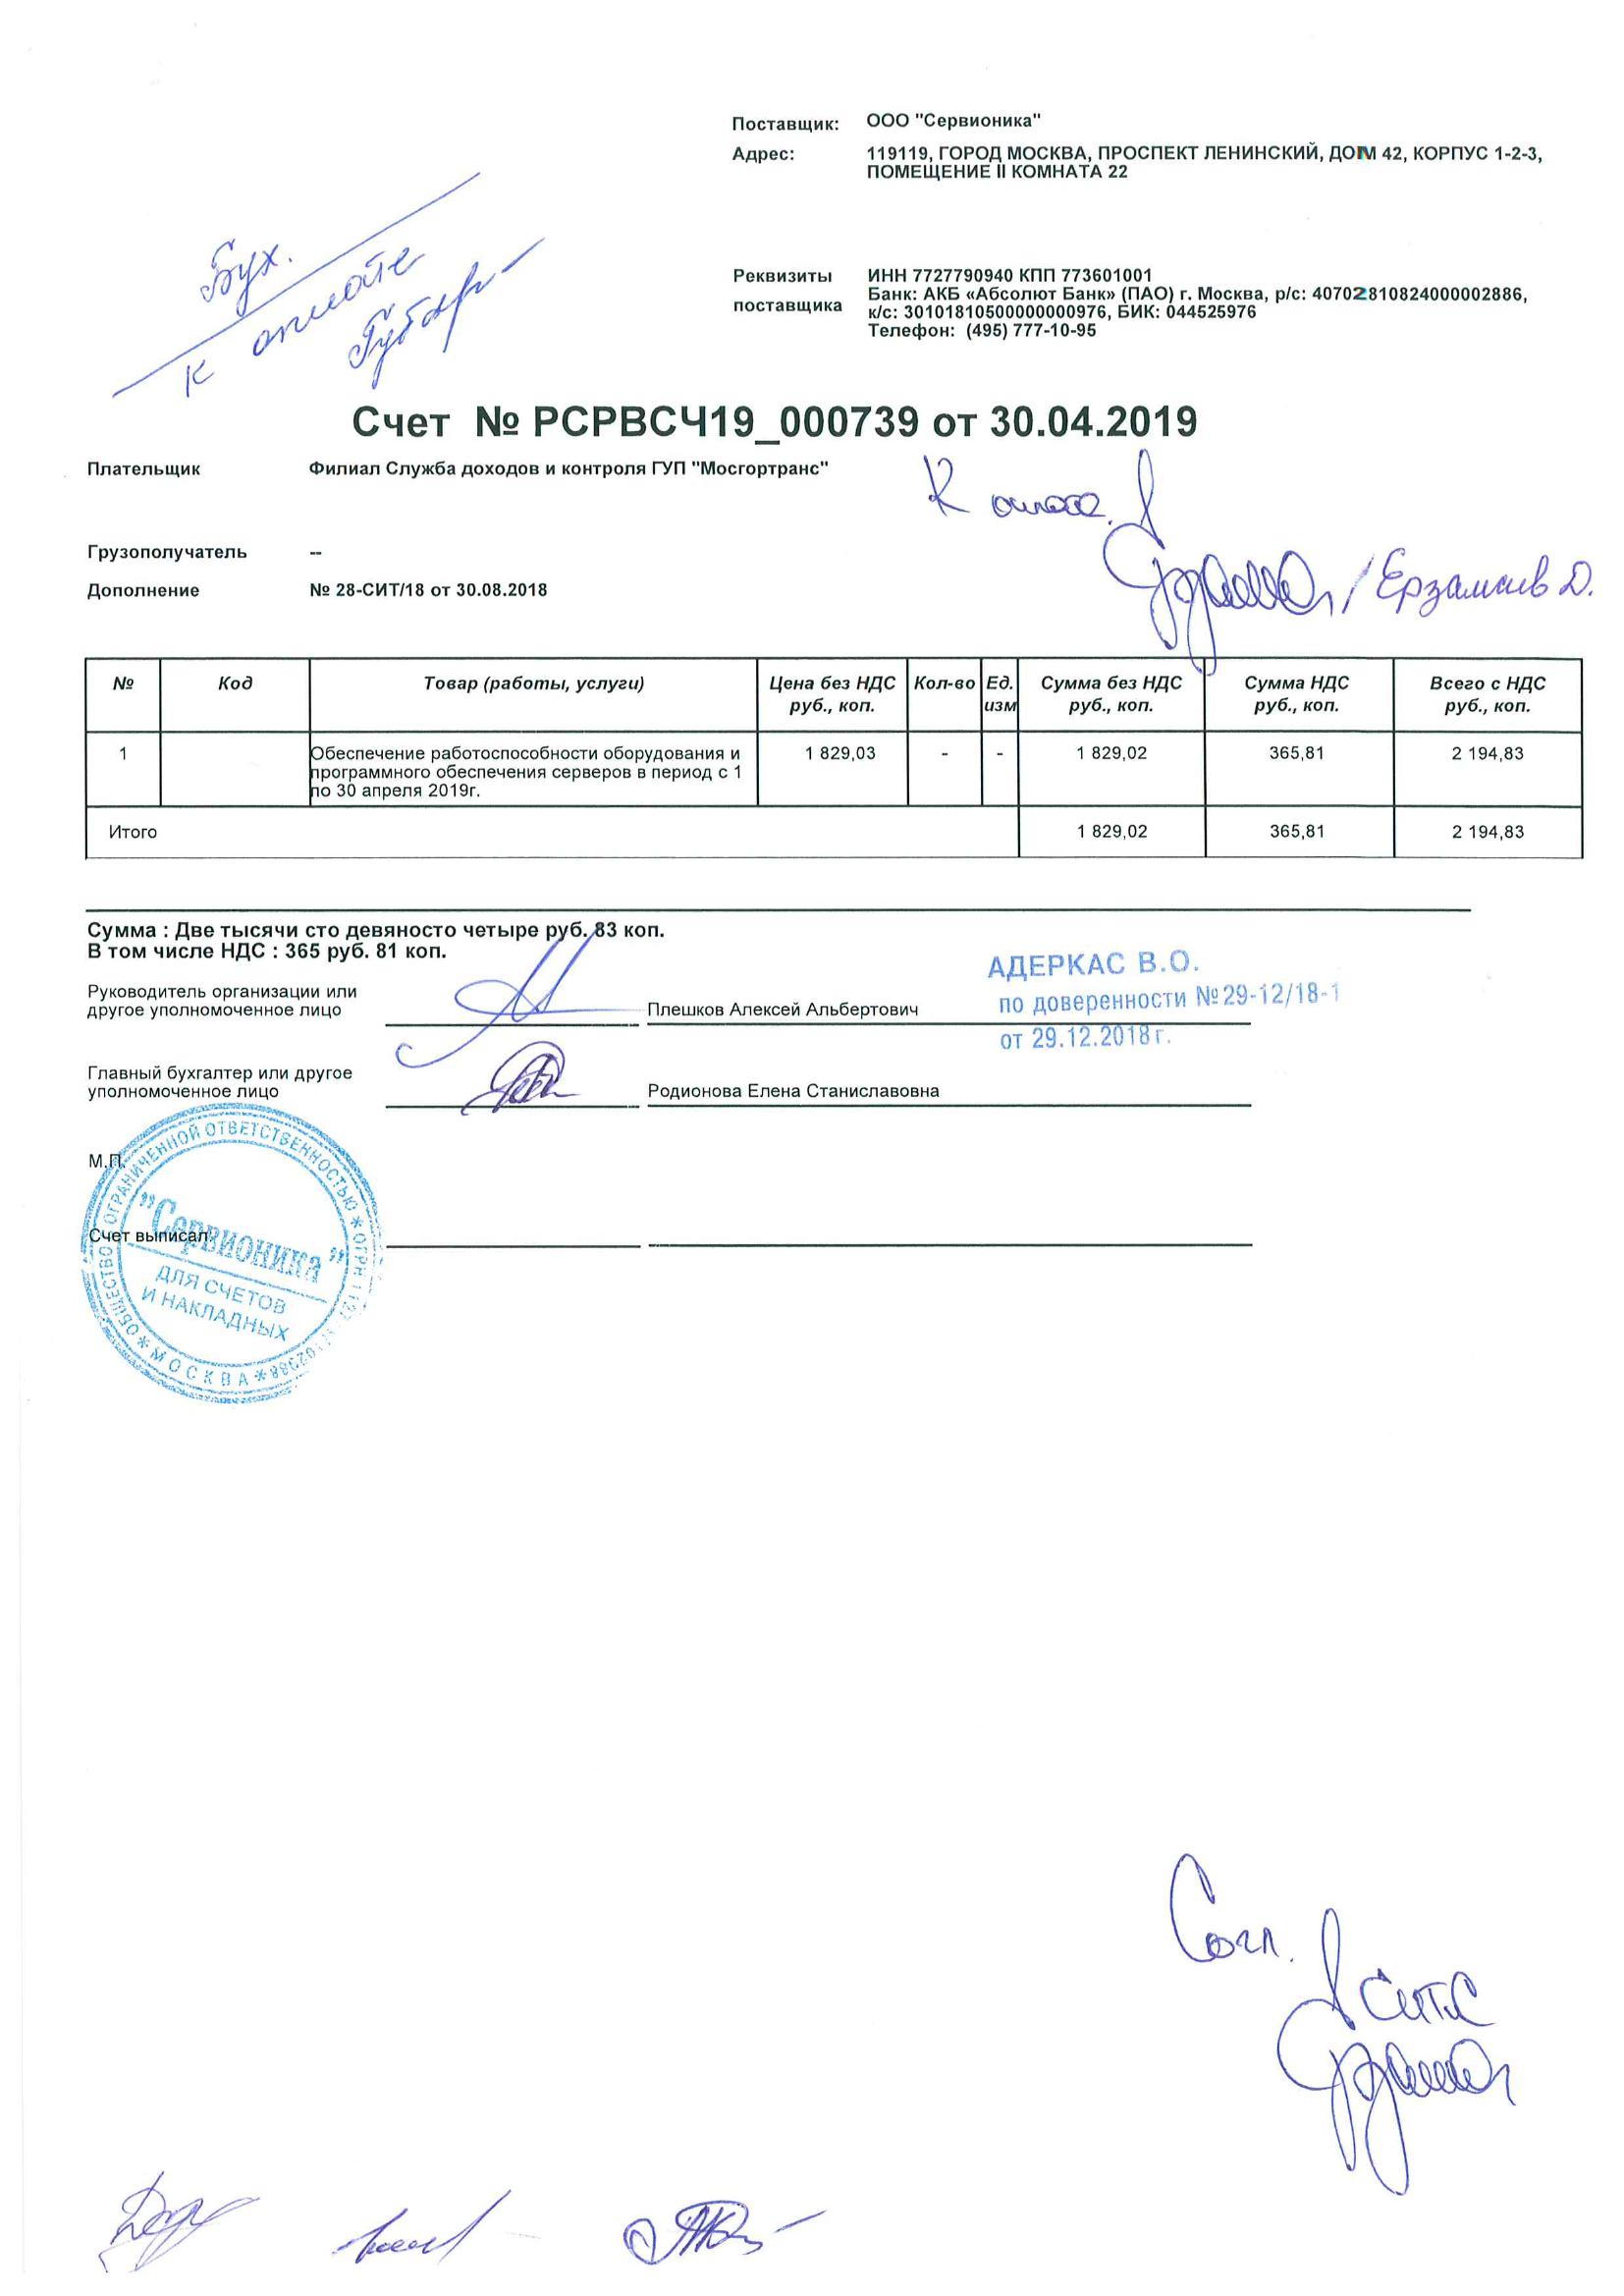 Поставщик: ООО "Сервионика"
Адрес: 119119, ГОРОД МОСКВА, ПРОСПЕКТ ЛЕНИНСКИЙ, ДОМ 42, КОРПУС 1-2-3,
ПОМЕЩЕНИЕ II КОМНАТА 22
Бух.
к оплате
Реквизиты поставщика
ИНН 7727790940 КПП 773601001
Банк: АКБ «Абсолют Банк» (ПАО) г. Москва, р/с: 40702810824000002886,
к/с: 30101810500000000976, БИК: 044525976
Телефон: (495) 777-10-95
Счет № РСРВСЧ19_000739 от 30.04.2019
Плательщик Филиал Служба доходов и контроля ГУП "Мосгортранс"
К оплате.
Грузополучатель --
Дополнение № 28-СИТ/18 от 30.08.2018
№ Код Товар (работы, услуги) Цена без НДС руб., коп. Кол-во Ед. изм Сумма без НДС руб., коп. Сумма НДС руб., коп. Всего с НДС руб., коп.
1 Обеспечение работоспособности оборудования и программного обеспечения серверов в период с 1 по 30 апреля 2019г. 1 829,03 - - 1 829,02 365,81 2 194,83
Итого 1 829,02 365,81 2 194,83
Сумма : Две тысячи сто девяносто четыре руб. 83 коп.
В том числе НДС : 365 руб. 81 коп.
АДЕРКАС В.О.
по доверенности №29-12/18-1
от 29.12.2018г.
Руководитель организации или
другое уполномоченное лицо Плешков Алексей Альбертович
Главный бухгалтер или другое
уполномоченное лицо Родионова Елена Станиславовна
М.П.
Счет выписал:
ОБЩЕСТВО С ОГРАНИЧЕННОЙ ОТВЕТСТВЕННОСТЬЮ
"Сервионика"
ДЛЯ СЧЕТОВ
И НАКЛАДНЫХ
МОСКВА
Согл.